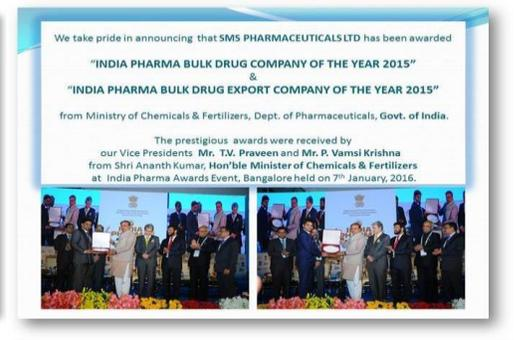 We take pride in announcing that SMS PHARMACEUTICALS LTD has been awarded
"INDIA PHARMA BULK DRUG COMPANY OF THE YEAR 2015"
&
"INDIA PHARMA BULK DRUG EXPORT COMPANY OF THE YEAR 2015"
from Ministry of Chemicals & Fertilizers, Dept. of Pharmaceuticals, Govt. of India.
The prestigious awards were received by
our Vice Presidents Mr. T.V. Praveen and Mr. P. Vamsi Krishna
from Shri Ananth Kumar, Hon'ble Minister of Chemicals & Fertilizers
at India Pharma Awards Event, Bangalore held on 7th January, 2016.